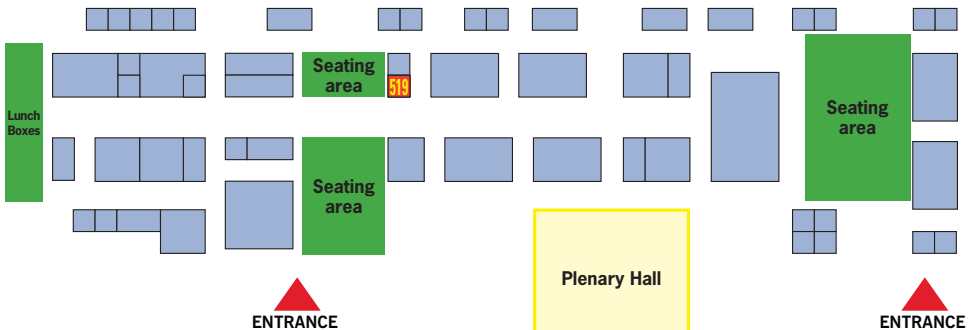 Seating
area
519
Lunch
Boxes
Seating
area
Seating
area
Plenary Hall
ENTRANCE
ENTRANCE